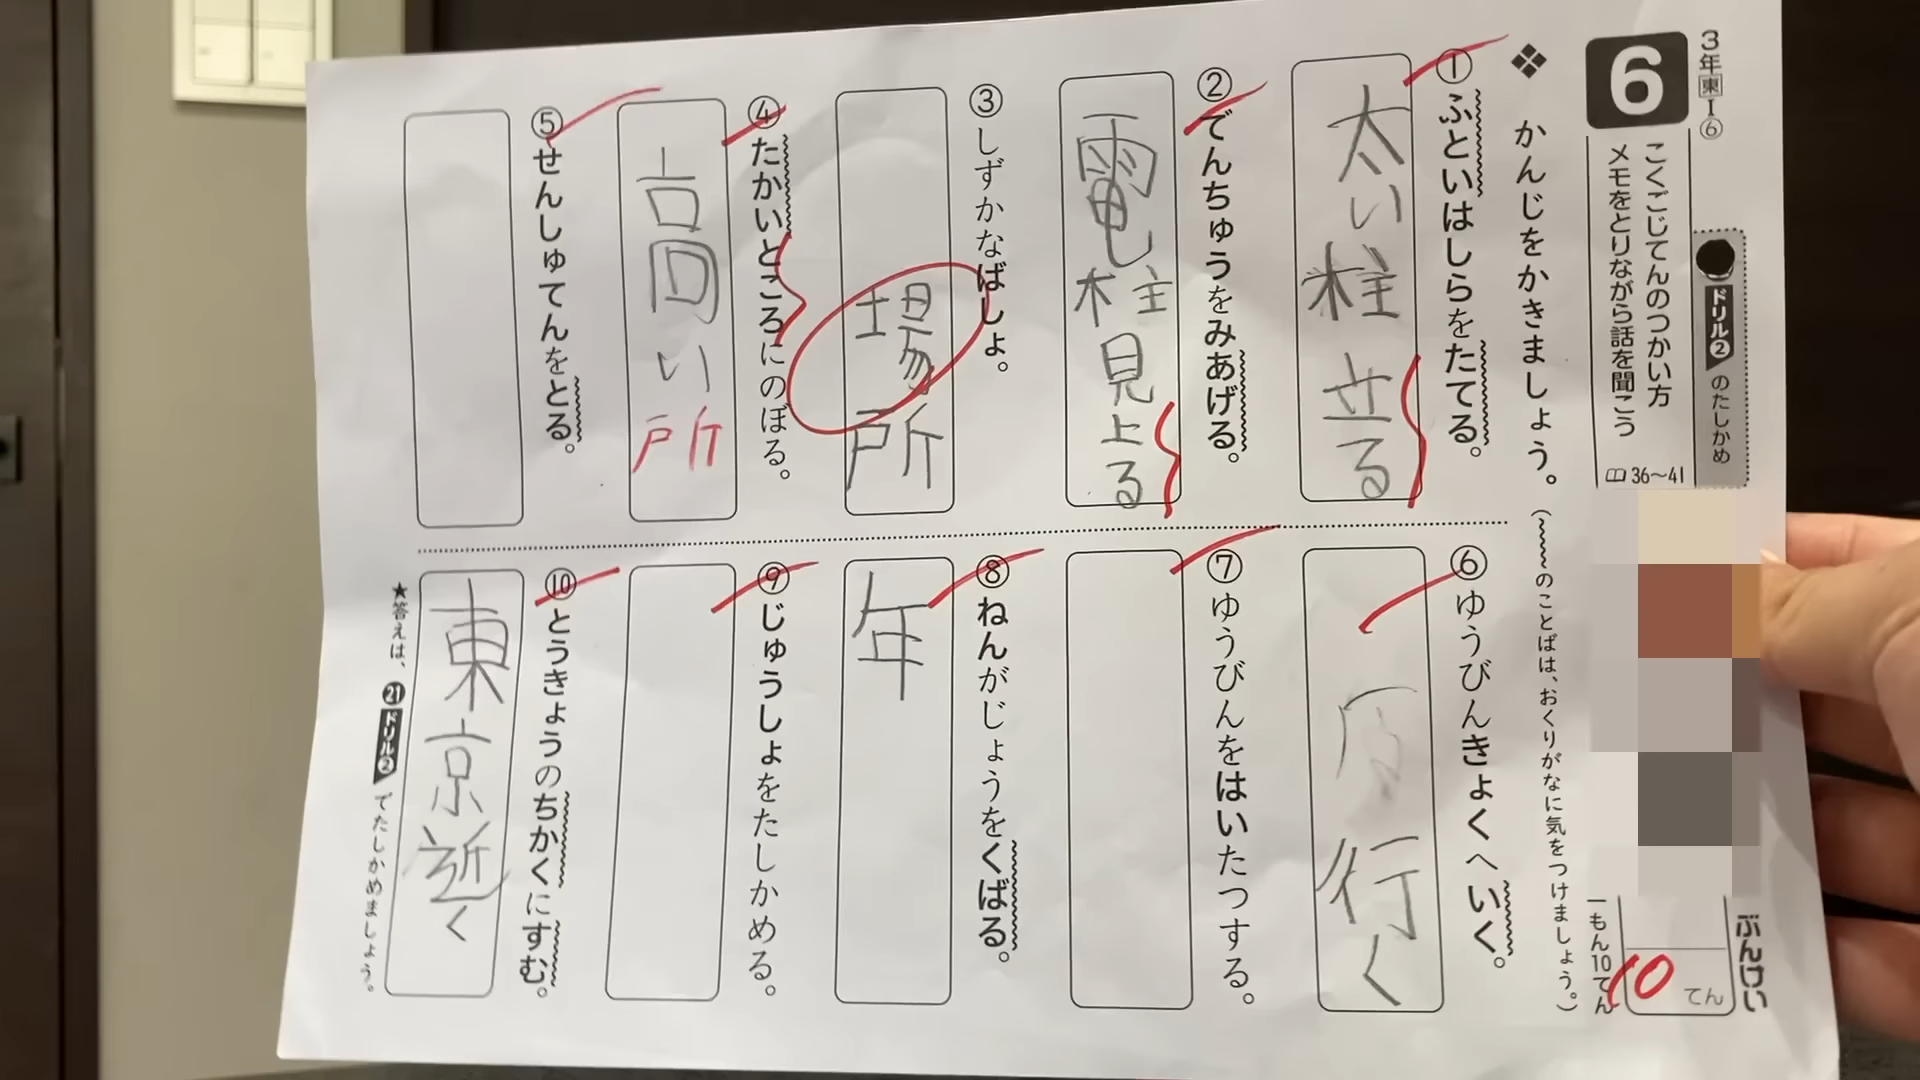 3年東Ⅰ⑥
ドリル②のたしかめ
6
こくごじてんのつかい方
メモをとりながら話を聞こう
36〜41
ぶんけい
一もん10てん
10てん
❖ かんじをかきましょう。
(のことばは、おくりがなに気をつけましょう。)
①ふといはしらをたてる。
太い柱立る
②でんちゅうをみあげる。
電柱見上る
③しずかなばしょ。
場所
④たかいところにのぼる。
高い所
⑤せんしゅてんをとる。
⑥ゆうびんきょくへいく。
行く
⑦ゆうびんをはいたつする。
⑧ねんがじょうをくばる。
年
⑨じゅうしょをたしかめる。
⑩とうきょうのちかくにすむ。
東京近く
★答えは、㉑ドリル②でたしかめましょう。